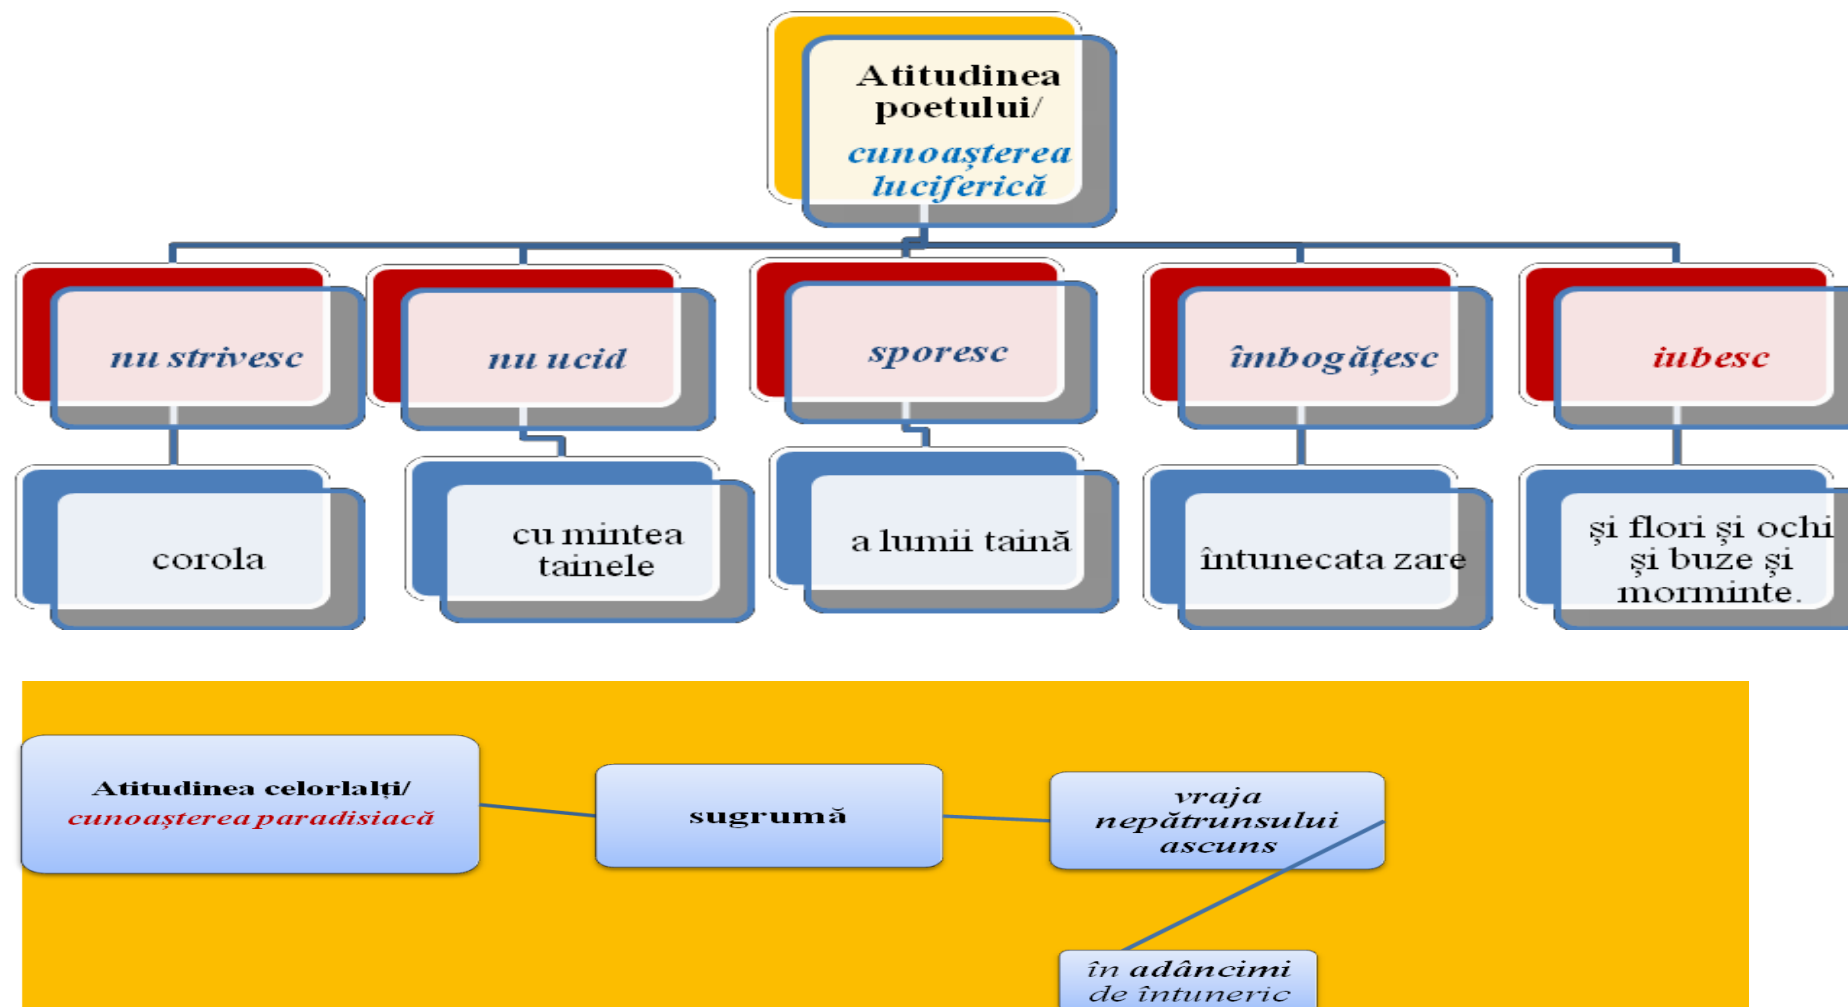 Atitudinea
poetului/
cunoașterea
luciferică
nu strivesc
nu ucid
sporesc
îmbogățesc
iubesc
corola
cu mintea
tainele
a lumii taină
întunecata zare
și flori și ochi
și buze și
morminte.
Atitudinea celorlalți/
cunoașterea paradisiacă
sugrumă
vraja
nepătrunsului
ascuns
în adâncimi
de întuneric